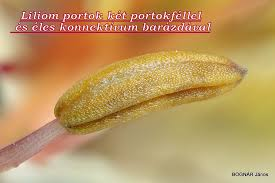 Liliom portok két portokféllel
és éles konnektívum barázdával
BOGNÁR János